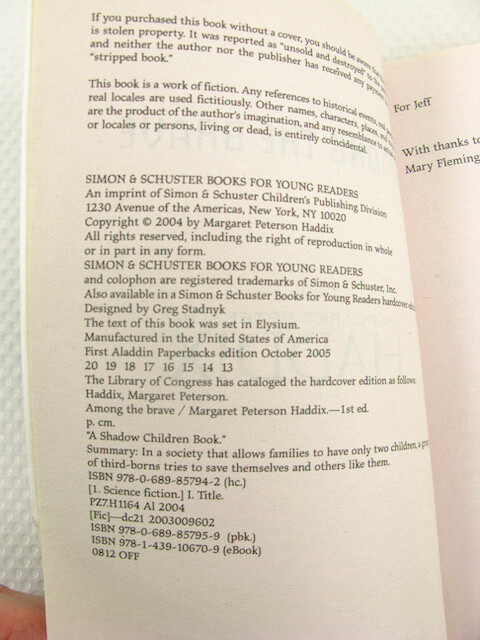 If you purchased this book without a cover, you should be aware that
is stolen property. It was reported as "unsold and destroyed" to the
and neither the author nor the publisher has received any payment
"stripped book."
This book is a work of fiction. Any references to historical events, real
real locales are used fictitiously. Other names, characters, places, and
are the product of the author's imagination, and any resemblance to
or locales or persons, living or dead, is entirely coincidental.
SIMON & SCHUSTER BOOKS FOR YOUNG READERS
An imprint of Simon & Schuster Children's Publishing Division
1230 Avenue of the Americas, New York, NY 10020
Copyright © 2004 by Margaret Peterson Haddix
All rights reserved, including the right of reproduction in whole
or in part in any form.
SIMON & SCHUSTER BOOKS FOR YOUNG READERS
and colophon are registered trademarks of Simon & Schuster, Inc.
Also available in a Simon & Schuster Books for Young Readers hardcover
Designed by Greg Stadnyk
The text of this book was set in Elysium.
Manufactured in the United States of America
First Aladdin Paperbacks edition October 2005
20 19 18 17 16 15 14 13
The Library of Congress has cataloged the hardcover edition as follows:
Haddix, Margaret Peterson.
Among the brave / Margaret Peterson Haddix.—1st ed.
p. cm.
"A Shadow Children Book."
Summary: In a society that allows families to have only two children, a
of third-borns tries to save themselves and others like them.
ISBN 978-0-689-85794-2 (hc.)
[1. Science fiction.] I. Title.
PZ7.H1164 Al 2004
[Fic]—dc21 2003009602
ISBN 978-0-689-85795-9 (pbk.)
ISBN 978-1-439-10670-9 (eBook)
0812 OFF
For Jeff
With thanks to
Mary Fleming